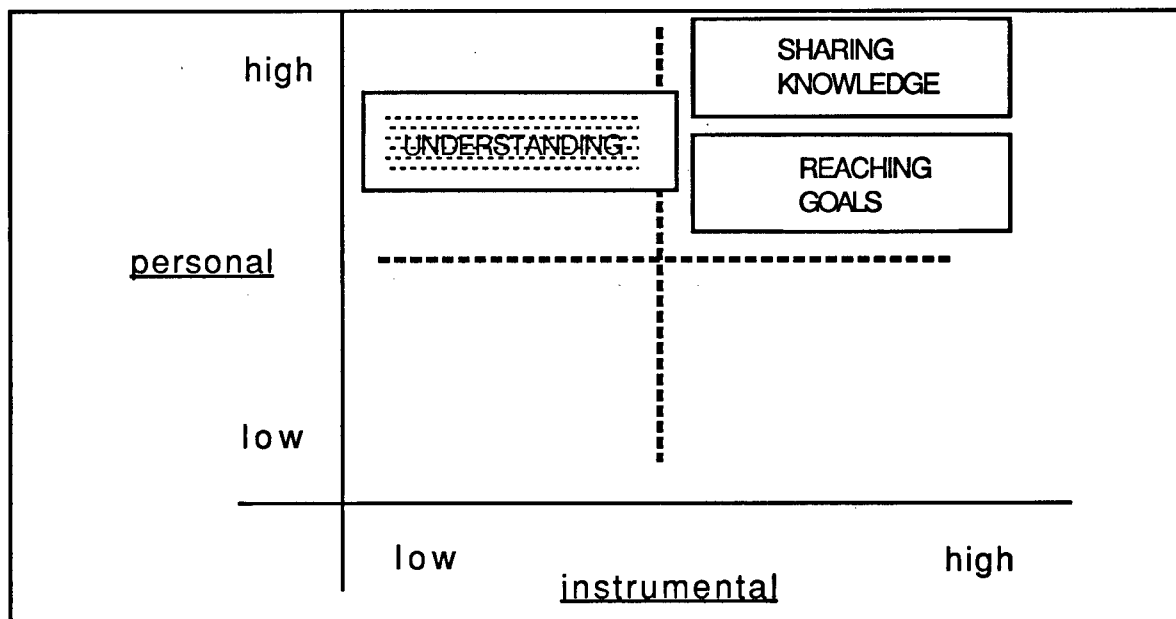 high
SHARING
KNOWLEDGE
UNDERSTANDING
REACHING
GOALS
personal
low
low
high
instrumental